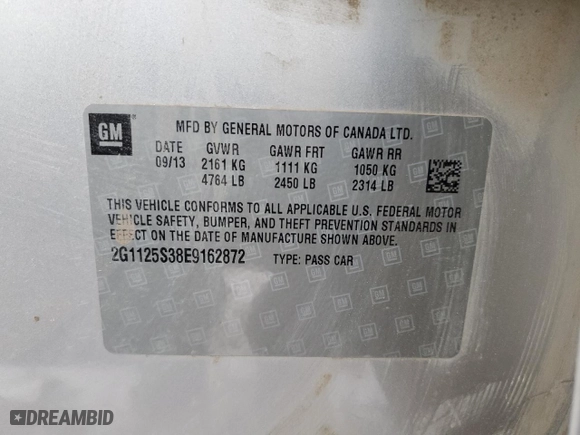 GM ®
MFD BY GENERAL MOTORS OF CANADA LTD.
DATE GVWR GAWR FRT GAWR RR
09/13 2161 KG 1111 KG 1050 KG
4764 LB 2450 LB 2314 LB
THIS VEHICLE CONFORMS TO ALL APPLICABLE U.S. FEDERAL MOTOR
VEHICLE SAFETY, BUMPER, AND THEFT PREVENTION STANDARDS IN
EFFECT ON THE DATE OF MANUFACTURE SHOWN ABOVE.
2G1125S38E9162872 TYPE: PASS CAR
DREAMBID